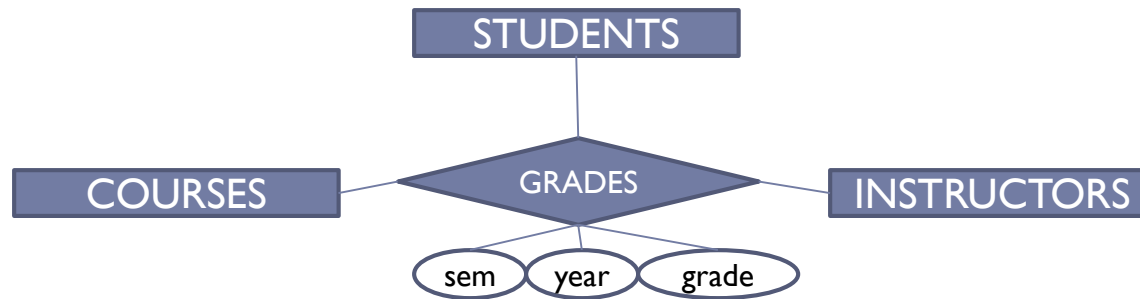 STUDENTS
COURSES
GRADES
INSTRUCTORS
sem
year
grade